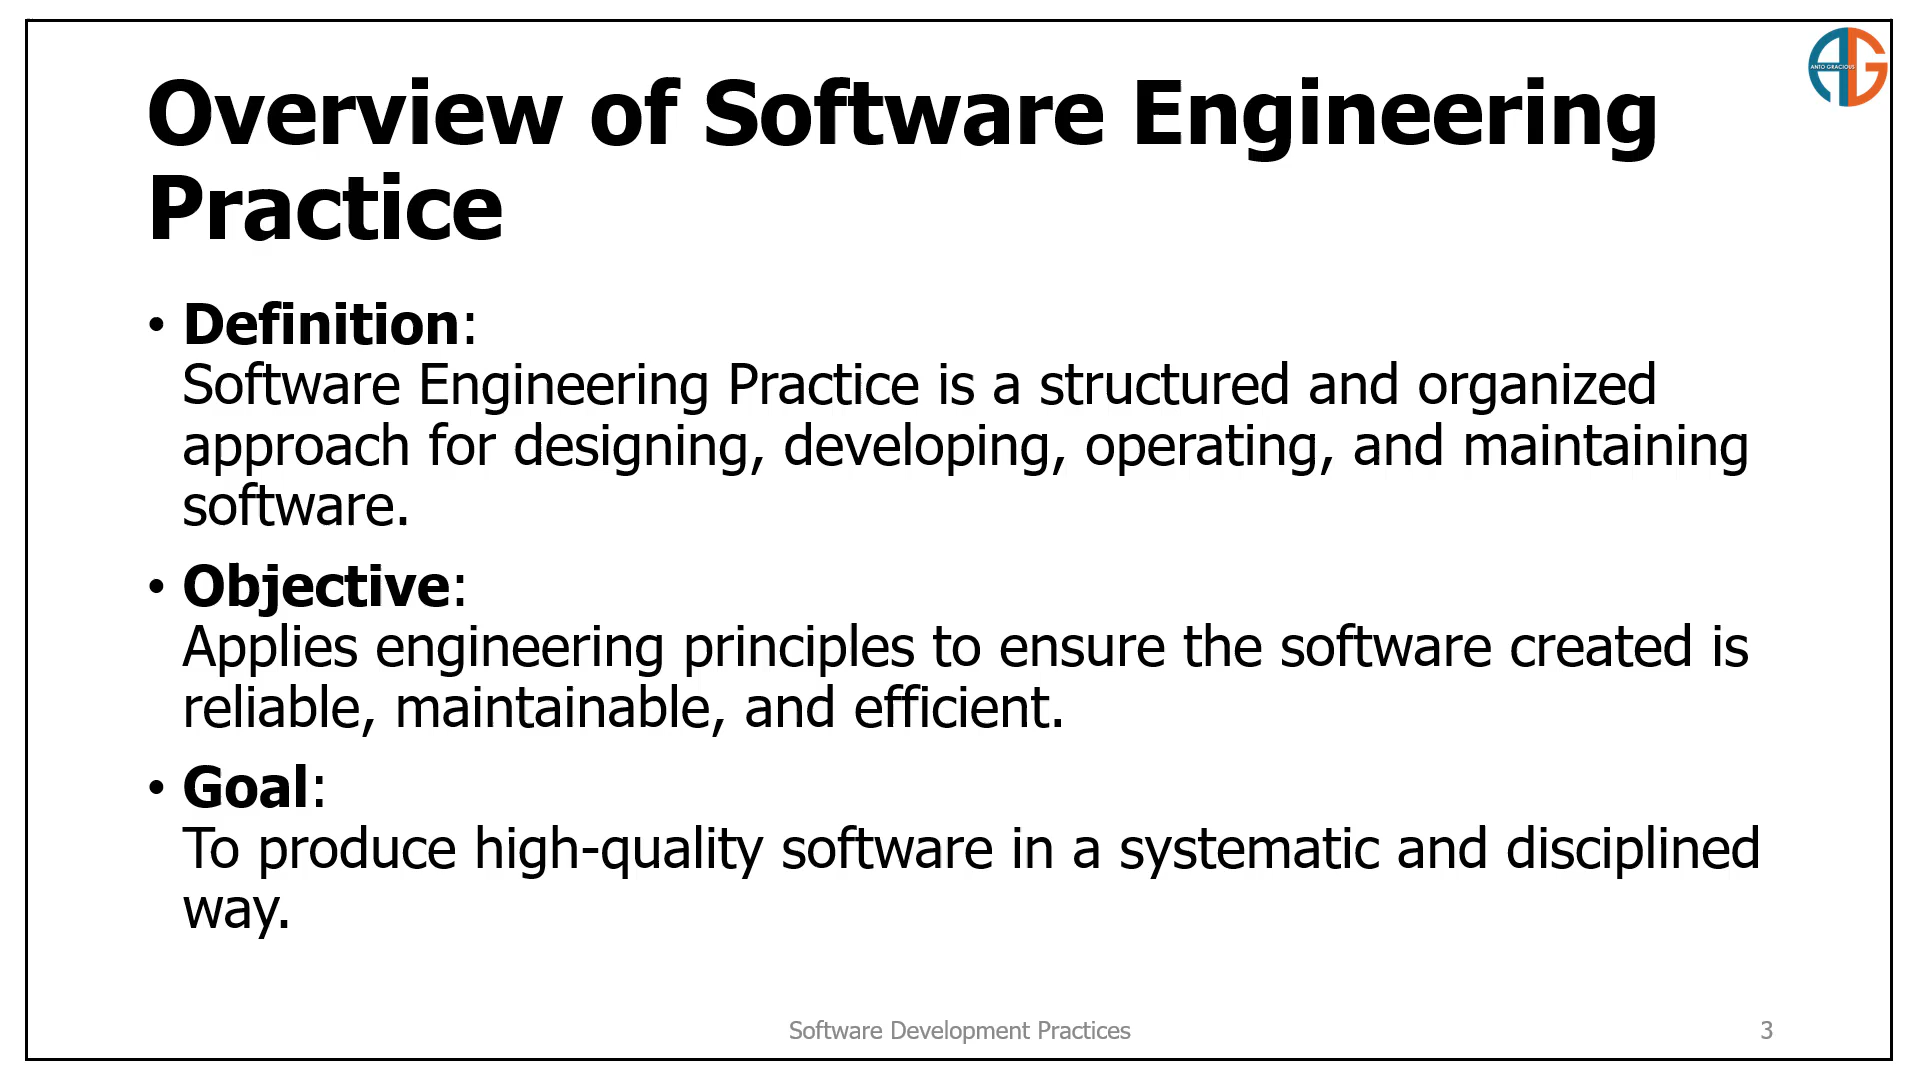 ANTO GRACIOUS
Overview of Software Engineering
Practice
• Definition:
Software Engineering Practice is a structured and organized
approach for designing, developing, operating, and maintaining
software.
• Objective:
Applies engineering principles to ensure the software created is
reliable, maintainable, and efficient.
• Goal:
To produce high-quality software in a systematic and disciplined
way.
Software Development Practices
3